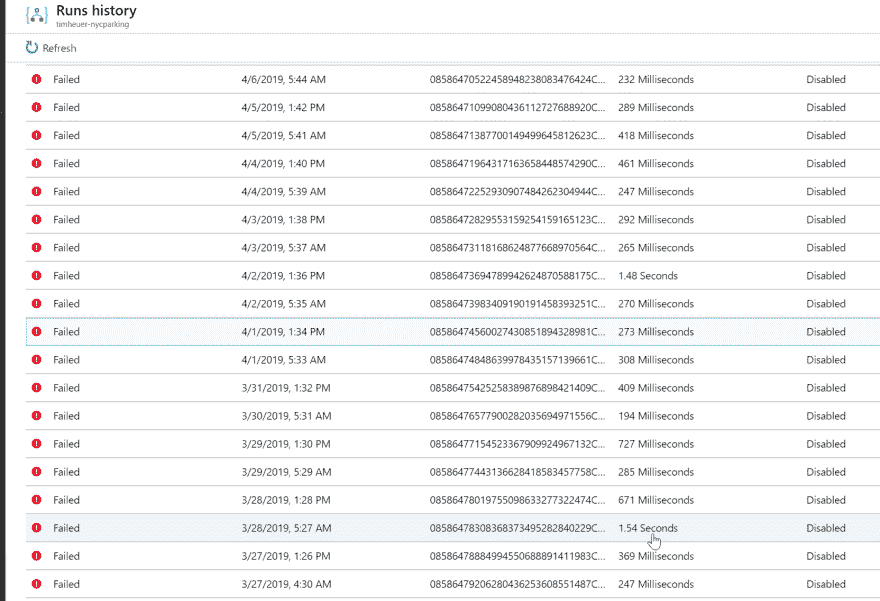 Runs history
timheuer-nycparking
Refresh
Failed 4/6/2019, 5:44 AM 08586470522458948238083476424C... 232 Milliseconds Disabled
Failed 4/5/2019, 1:42 PM 08586471099080436112727688920C... 289 Milliseconds Disabled
Failed 4/5/2019, 5:41 AM 08586471387700149499645812623C... 418 Milliseconds Disabled
Failed 4/4/2019, 1:40 PM 08586471964317163658448574290C... 461 Milliseconds Disabled
Failed 4/4/2019, 5:39 AM 08586472252930907484262304944C... 247 Milliseconds Disabled
Failed 4/3/2019, 1:38 PM 08586472829553159254159165123C... 292 Milliseconds Disabled
Failed 4/3/2019, 5:37 AM 08586473118168624877668970564C... 265 Milliseconds Disabled
Failed 4/2/2019, 1:36 PM 08586473694789942624870588175C... 1.48 Seconds Disabled
Failed 4/2/2019, 5:35 AM 08586473983409190191458393251C... 270 Milliseconds Disabled
Failed 4/1/2019, 1:34 PM 08586474560027430851894328981C... 273 Milliseconds Disabled
Failed 4/1/2019, 5:33 AM 08586474848639978435157139661C... 308 Milliseconds Disabled
Failed 3/31/2019, 1:32 PM 08586475425258389876898421409C... 409 Milliseconds Disabled
Failed 3/30/2019, 5:31 AM 08586476577900282035694971556C... 194 Milliseconds Disabled
Failed 3/29/2019, 1:30 PM 08586477154523367909924967132C... 727 Milliseconds Disabled
Failed 3/29/2019, 5:29 AM 08586477443136628418583457758C... 285 Milliseconds Disabled
Failed 3/28/2019, 1:28 PM 08586478019755098633277322474C... 671 Milliseconds Disabled
Failed 3/28/2019, 5:27 AM 08586478308368373495282840229C... 1.54 Seconds Disabled
Failed 3/27/2019, 1:26 PM 08586478884994550688891411983C... 369 Milliseconds Disabled
Failed 3/27/2019, 4:30 AM 08586479206280436253608551487C... 247 Milliseconds Disabled